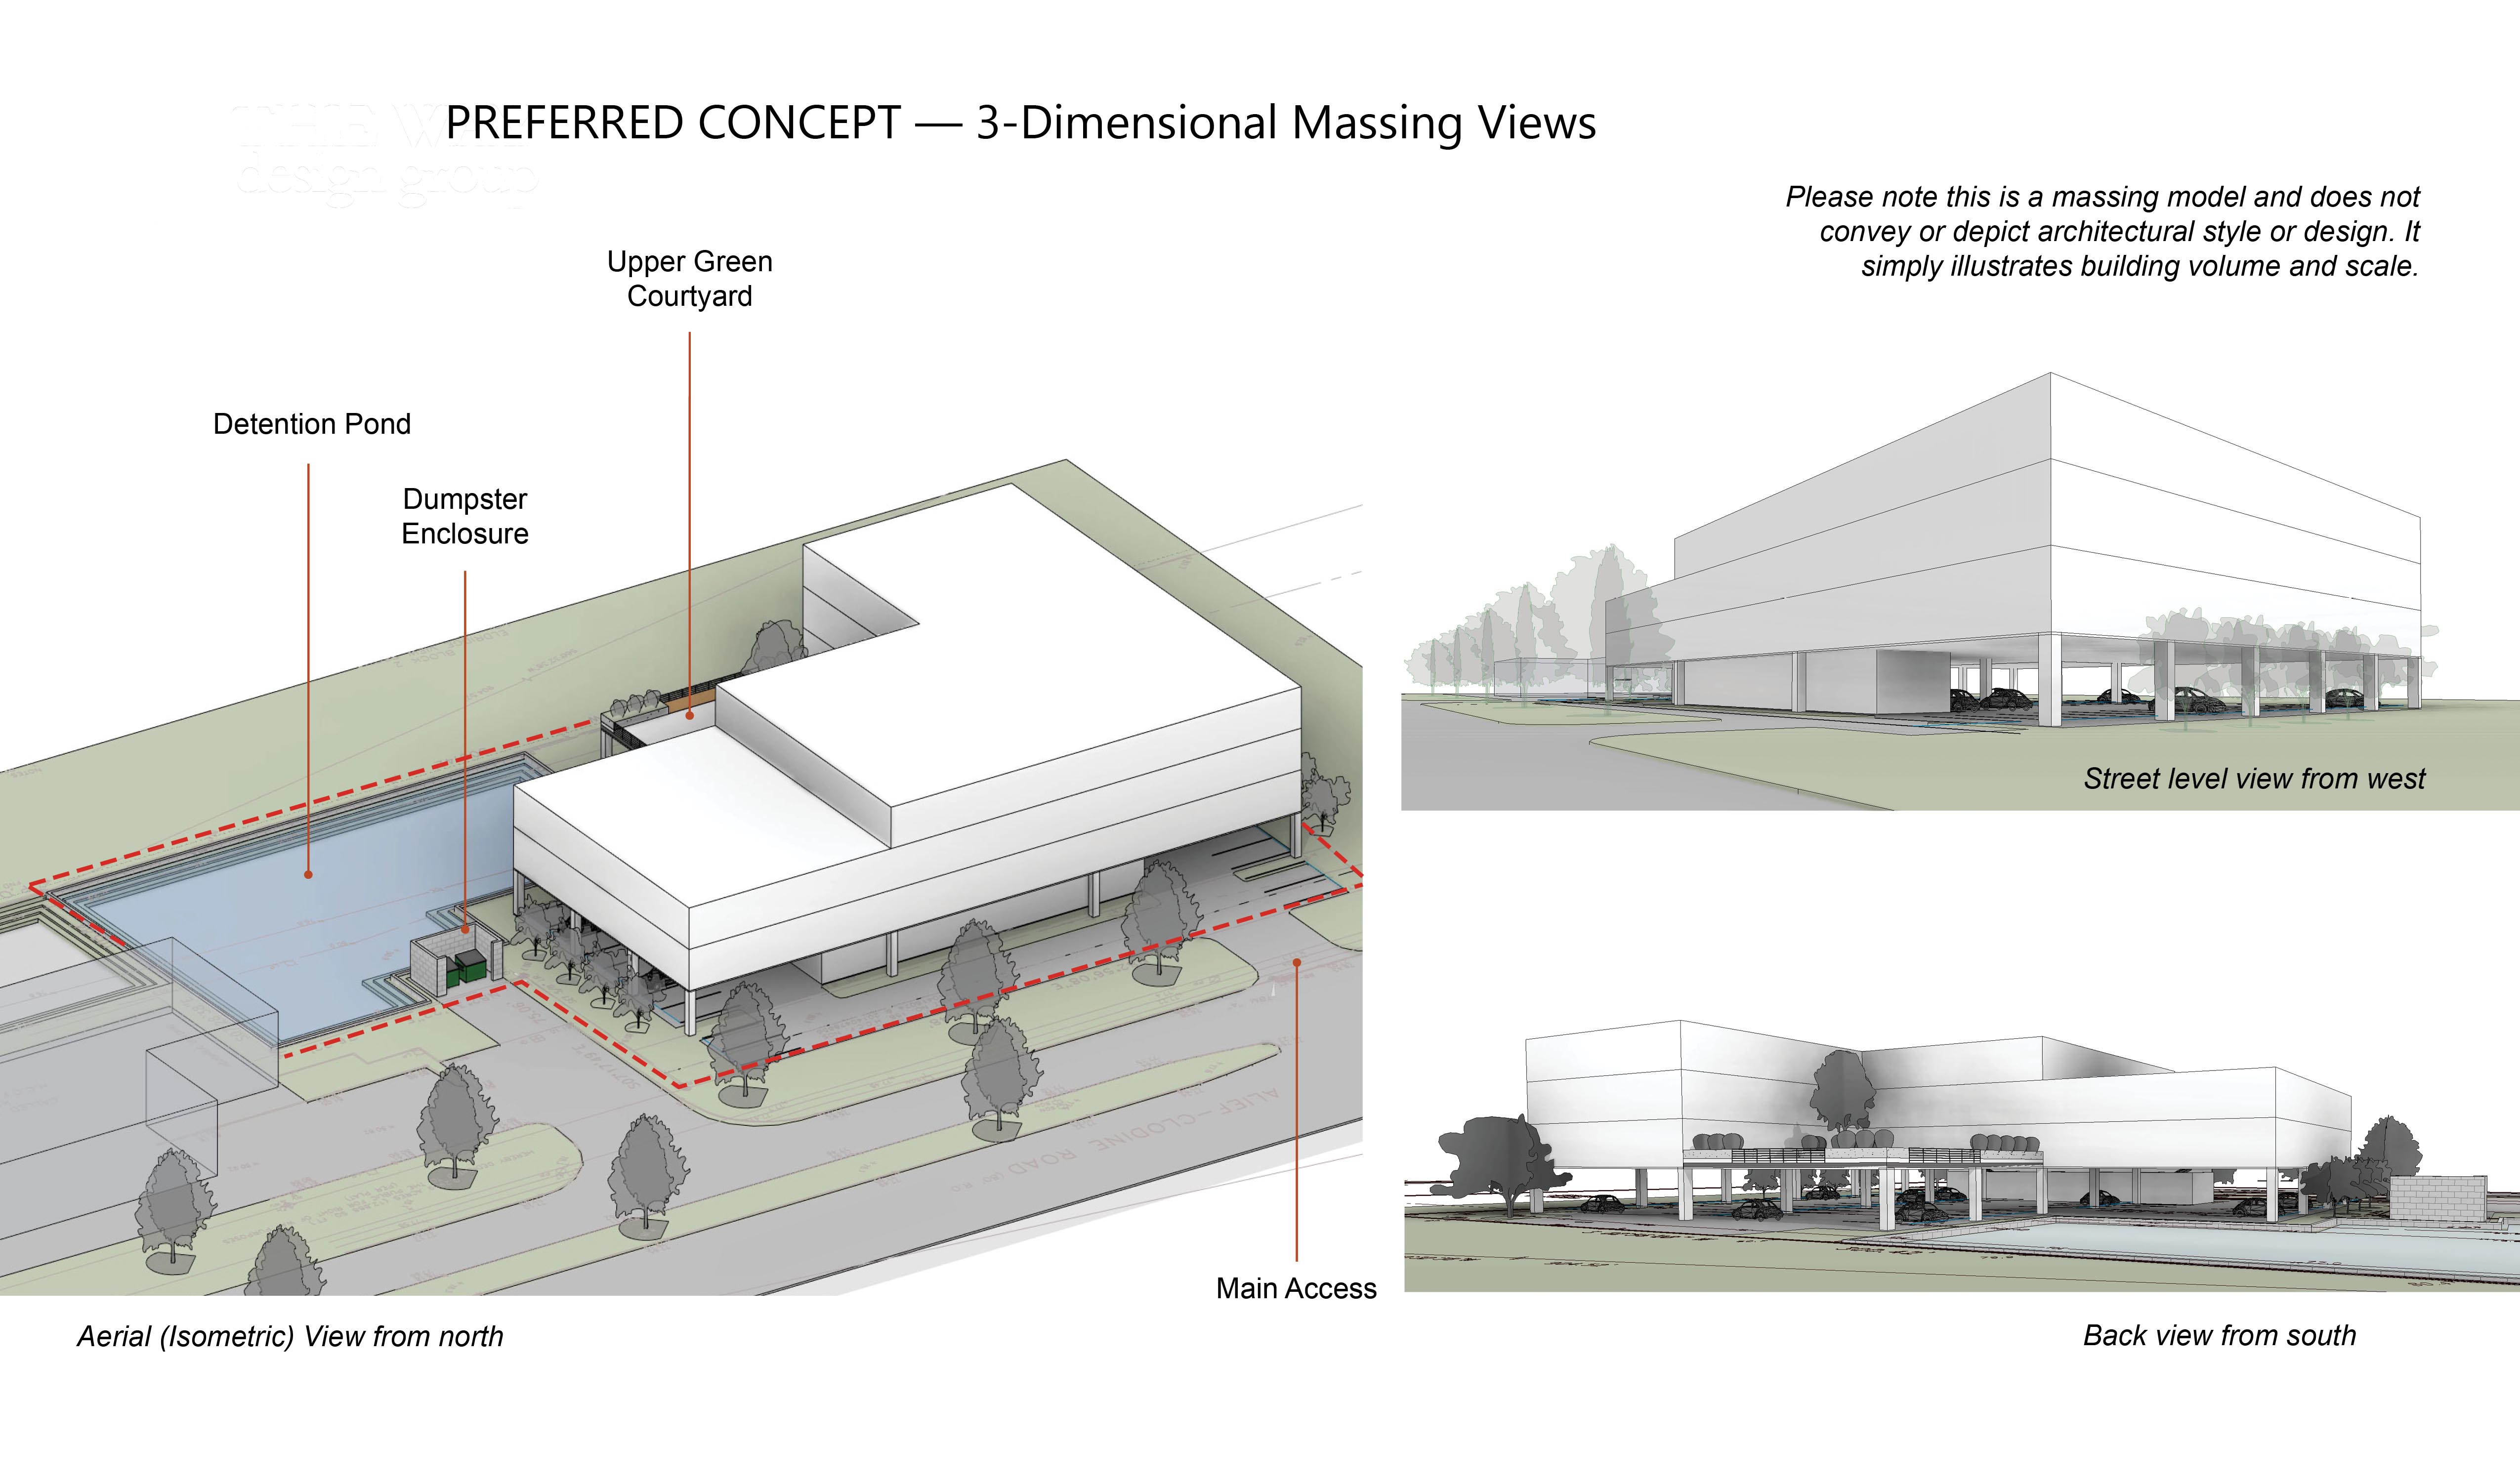 PREFERRED CONCEPT — 3-Dimensional Massing Views
design group
Please note this is a massing model and does not
convey or depict architectural style or design. It
simply illustrates building volume and scale.
Upper Green
Courtyard
Detention Pond
Dumpster
Enclosure
Street level view from west
ALIEF-CLODINE ROAD
Main Access
Aerial (Isometric) View from north
Back view from south